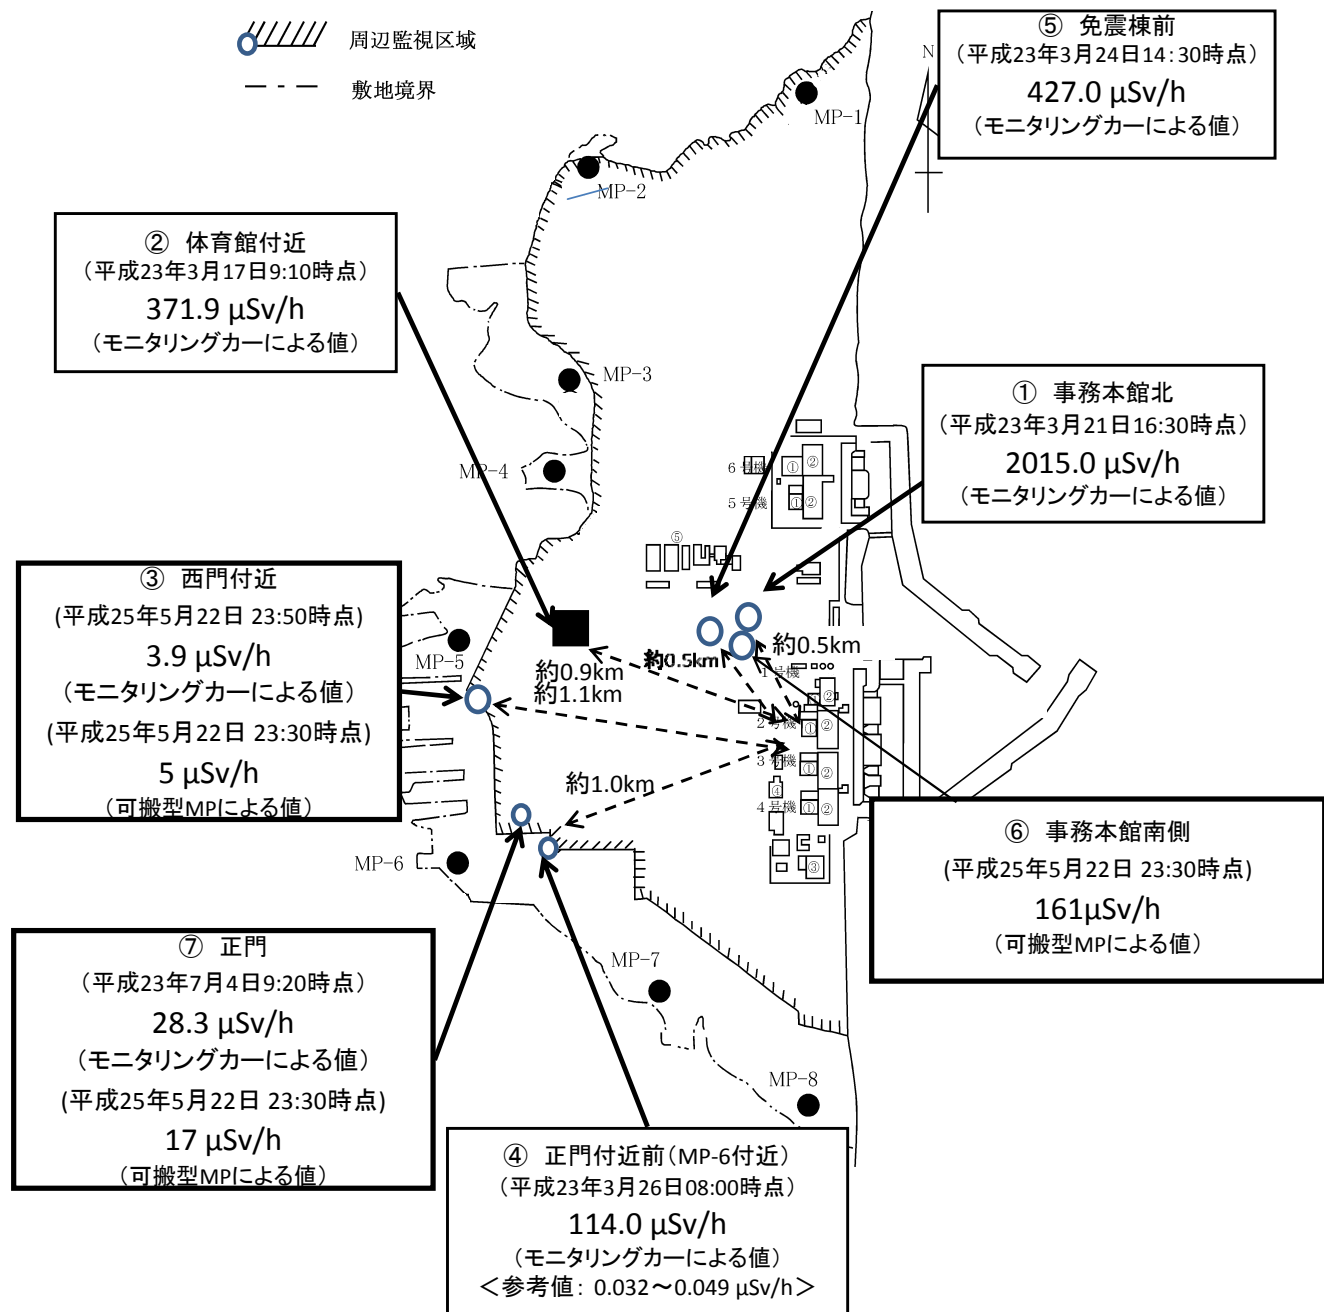 周辺監視区域
敷地境界
⑤ 免震棟前
（平成23年3月24日14：30時点）
427.0 µSv/h
（モニタリングカーによる値）
N
MP-1
MP-2
② 体育館付近
（平成23年3月17日9:10時点）
371.9 µSv/h
（モニタリングカーによる値）
MP-3
① 事務本館北
（平成23年3月21日16:30時点）
2015.0 µSv/h
（モニタリングカーによる値）
MP-4
6号機
①
②
5号機
①
②
⑤
③ 西門付近
(平成25年5月22日 23:50時点)
3.9 µSv/h
（モニタリングカーによる値）
(平成25年5月22日 23:30時点)
5 µSv/h
（可搬型MPによる値）
MP-5
約0.9km
約1.1km
約0.5km
約0.5km
1号機
②
2号機
①
②
3号機
①
②
④
4号機
①
②
③
約1.0km
MP-6
⑥ 事務本館南側
(平成25年5月22日 23:30時点)
161µSv/h
（可搬型MPによる値）
⑦ 正門
（平成23年7月4日9:20時点）
28.3 µSv/h
（モニタリングカーによる値）
(平成25年5月22日 23:30時点)
17 µSv/h
（可搬型MPによる値）
MP-7
MP-8
④ 正門付近前（MP-6付近）
（平成23年3月26日08:00時点）
114.0 µSv/h
（モニタリングカーによる値）
＜参考値： 0.032～0.049 µSv/h＞